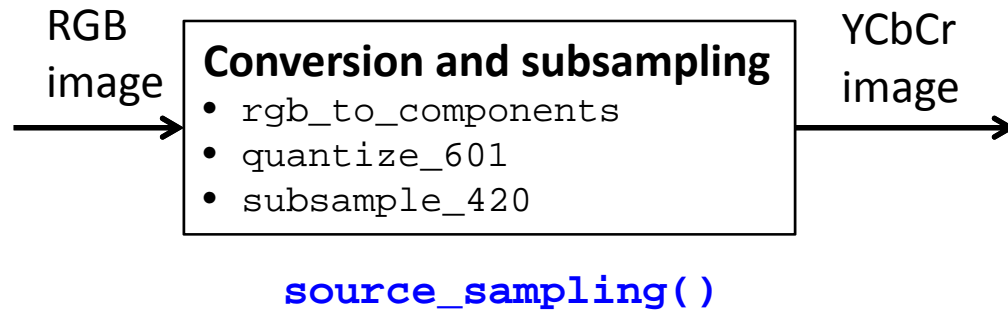 RGB
image
Conversion and subsampling
• rgb_to_components
• quantize_601
• subsample_420
YCbCr
image
source_sampling()